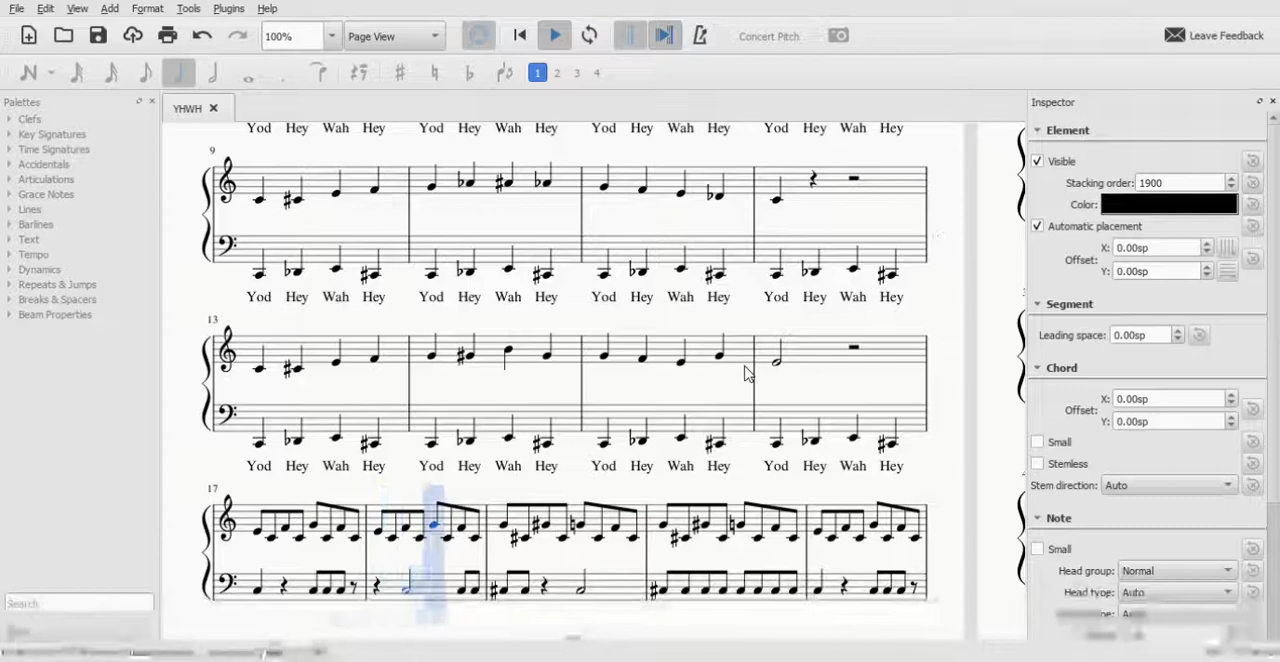 File Edit View Add Format Tools Plugins Help
100% Page View Concert Pitch Leave Feedback
1 2 3 4
Palettes
YHWH
Inspector
Clefs
Key Signatures
Time Signatures
Accidentals
Articulations
Grace Notes
Lines
Barlines
Text
Tempo
Dynamics
Repeats & Jumps
Breaks & Spacers
Beam Properties
Search
Yod Hey Wah Hey Yod Hey Wah Hey Yod Hey Wah Hey Yod Hey Wah Hey
9
Yod Hey Wah Hey Yod Hey Wah Hey Yod Hey Wah Hey Yod Hey Wah Hey
13
Yod Hey Wah Hey Yod Hey Wah Hey Yod Hey Wah Hey Yod Hey Wah Hey
17
Element
Visible
Stacking order: 1900
Color:
Automatic placement
X: 0.00sp
Offset:
Y: 0.00sp
Segment
Leading space: 0.00sp
Chord
X: 0.00sp
Offset:
Y: 0.00sp
Small
Stemless
Stem direction: Auto
Note
Small
Head group: Normal
Head type: Auto